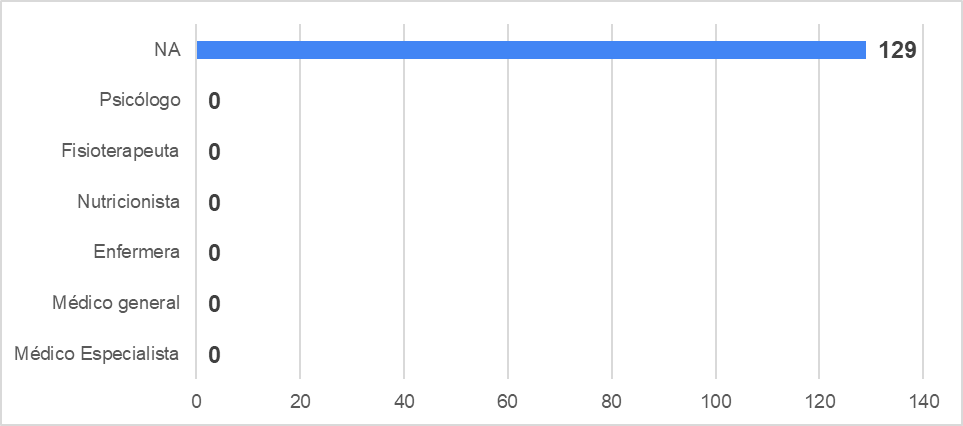 NA 129
Psicólogo 0
Fisioterapeuta 0
Nutricionista 0
Enfermera 0
Médico general 0
Médico Especialista 0
0 20 40 60 80 100 120 140